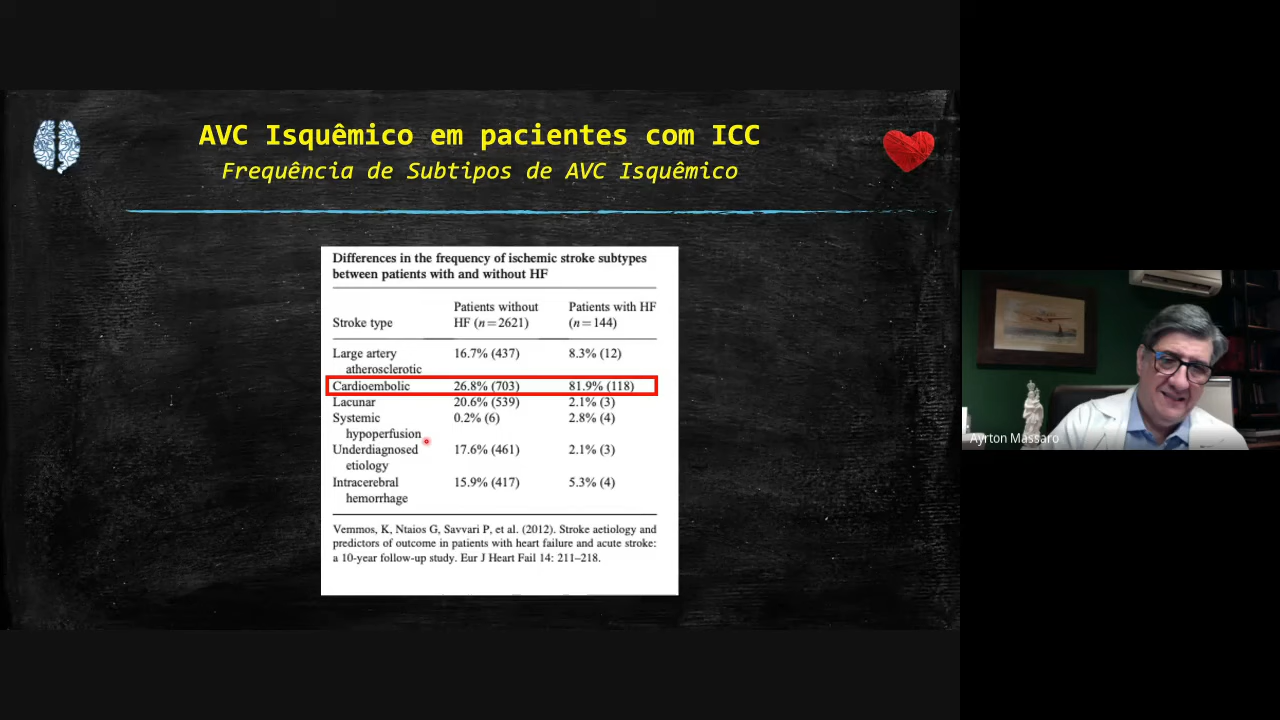 AVC Isquêmico em pacientes com ICC
Frequência de Subtipos de AVC Isquêmico
Differences in the frequency of ischemic stroke subtypes
between patients with and without HF
Stroke type
Patients without
HF (n=2621)
Patients with HF
(n=144)
Large artery
atherosclerotic
16.7% (437)
8.3% (12)
Cardioembolic
26.8% (703)
81.9% (118)
Lacunar
20.6% (539)
2.1% (3)
Systemic
hypoperfusion
0.2% (6)
2.8% (4)
Underdiagnosed
etiology
17.6% (461)
2.1% (3)
Intracerebral
hemorrhage
15.9% (417)
5.3% (4)
Vemmos, K, Ntaios G, Savvari P, et al. (2012). Stroke aetiology and
predictors of outcome in patients with heart failure and acute stroke:
a 10-year follow-up study. Eur J Heart Fail 14: 211–218.
Ayrton Massaro